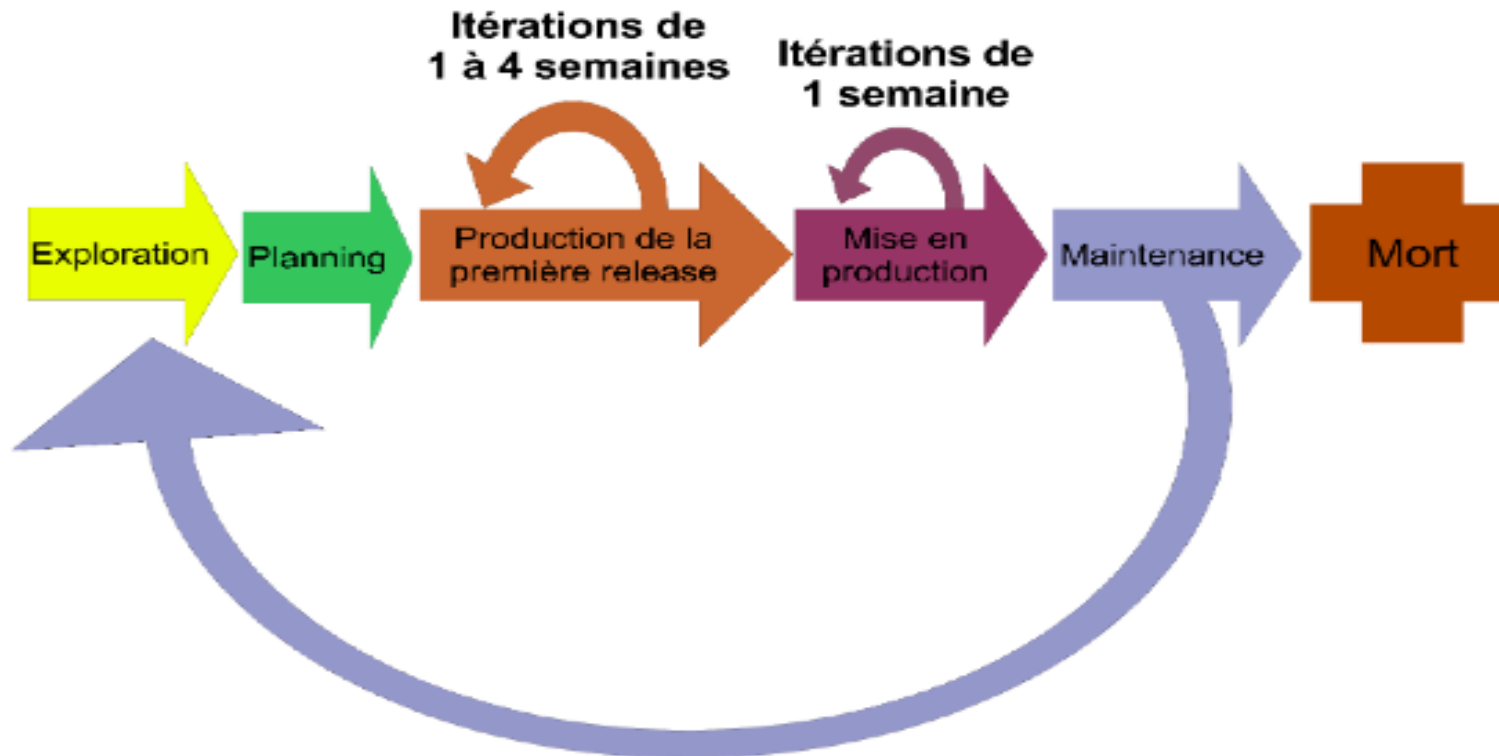 Itérations de
1 à 4 semaines
Itérations de
1 semaine
Exploration
Planning
Production de la
première release
Mise en
production
Maintenance
Mort